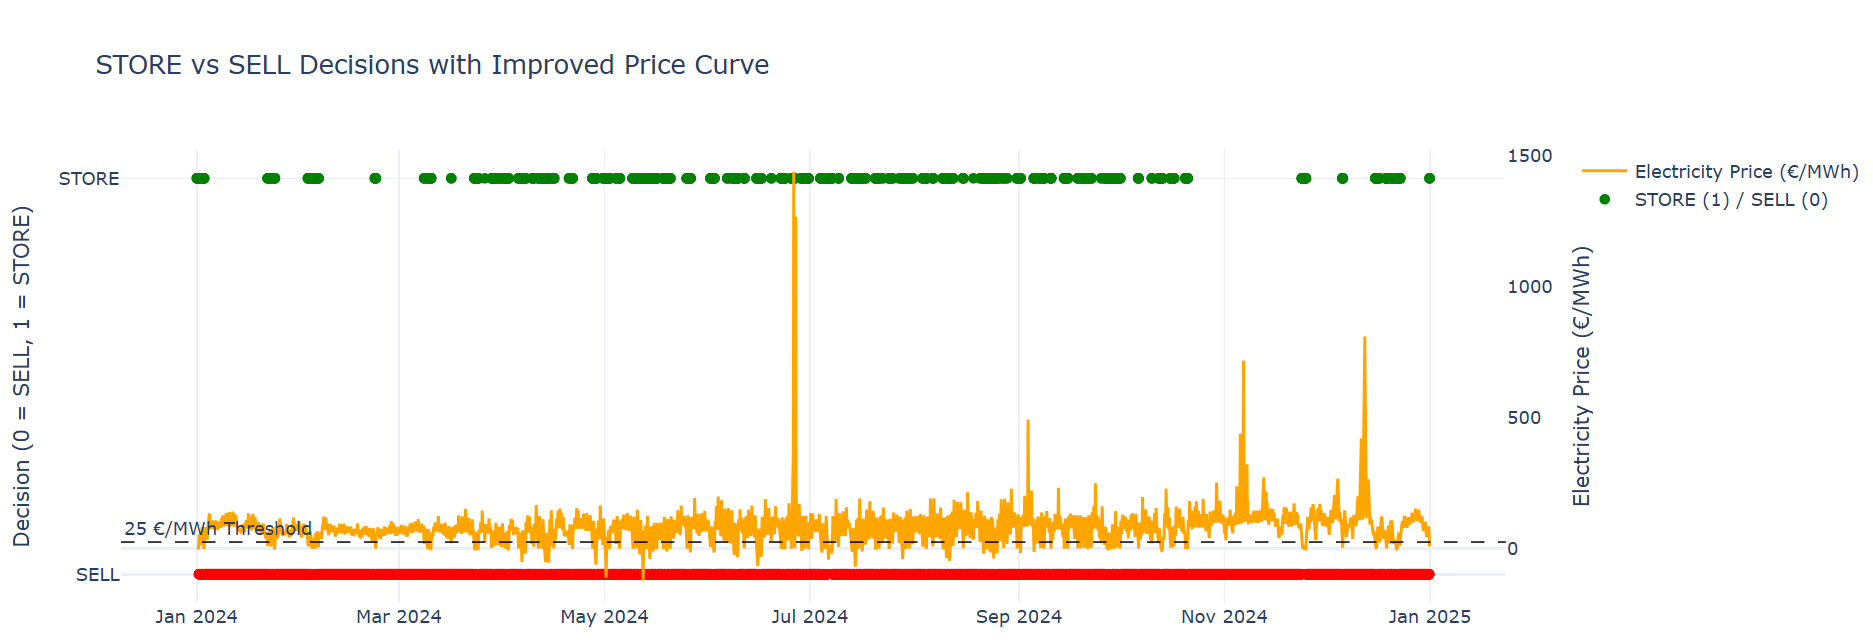 STORE vs SELL Decisions with Improved Price Curve
Decision (0 = SELL, 1 = STORE)
STORE
SELL
25 €/MWh Threshold
1500
1000
500
0
Electricity Price (€/MWh)
Electricity Price (€/MWh)
STORE (1) / SELL (0)
Jan 2024
Mar 2024
May 2024
Jul 2024
Sep 2024
Nov 2024
Jan 2025